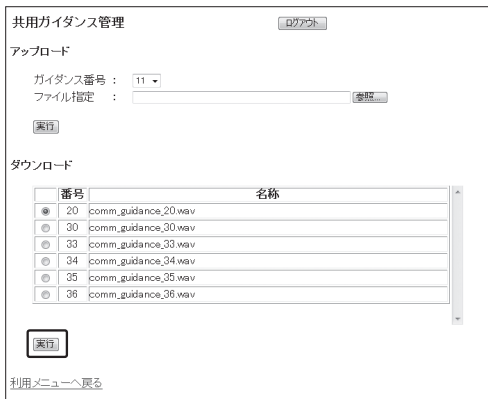 共用ガイダンス管理 ログアウト
アップロード
ガイダンス番号 : 11
ファイル指定 : 参照...
実行
ダウンロード
番号 名称
20 comm_guidance_20.wav
30 comm_guidance_30.wav
33 comm_guidance_33.wav
34 comm_guidance_34.wav
35 comm_guidance_35.wav
36 comm_guidance_36.wav
実行
利用メニューへ戻る